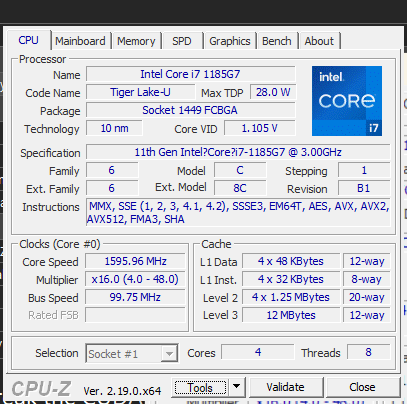 CPU Mainboard Memory SPD Graphics Bench About
Processor
Name Intel Core i7 1185G7
Code Name Tiger Lake-U Max TDP 28.0 W
Package Socket 1449 FCBGA
Technology 10 nm Core VID 1.105 V
intel
CORE
i7
Specification 11th Gen Intel?Core?i7-1185G7 @ 3.00GHz
Family 6 Model C Stepping 1
Ext. Family 6 Ext. Model 8C Revision B1
Instructions MMX, SSE (1, 2, 3, 4.1, 4.2), SSSE3, EM64T, AES, AVX, AVX2,
AVX512, FMA3, SHA
Clocks (Core #0)
Core Speed 1595.96 MHz
Multiplier x16.0 (4.0 - 48.0)
Bus Speed 99.75 MHz
Rated FSB
Cache
L1 Data 4 x 48 KBytes 12-way
L1 Inst. 4 x 32 KBytes 8-way
Level 2 4 x 1.25 MBytes 20-way
Level 3 12 MBytes 12-way
Selection Socket #1 Cores 4 Threads 8
CPU-Z Ver. 2.19.0.x64 Tools Validate Close